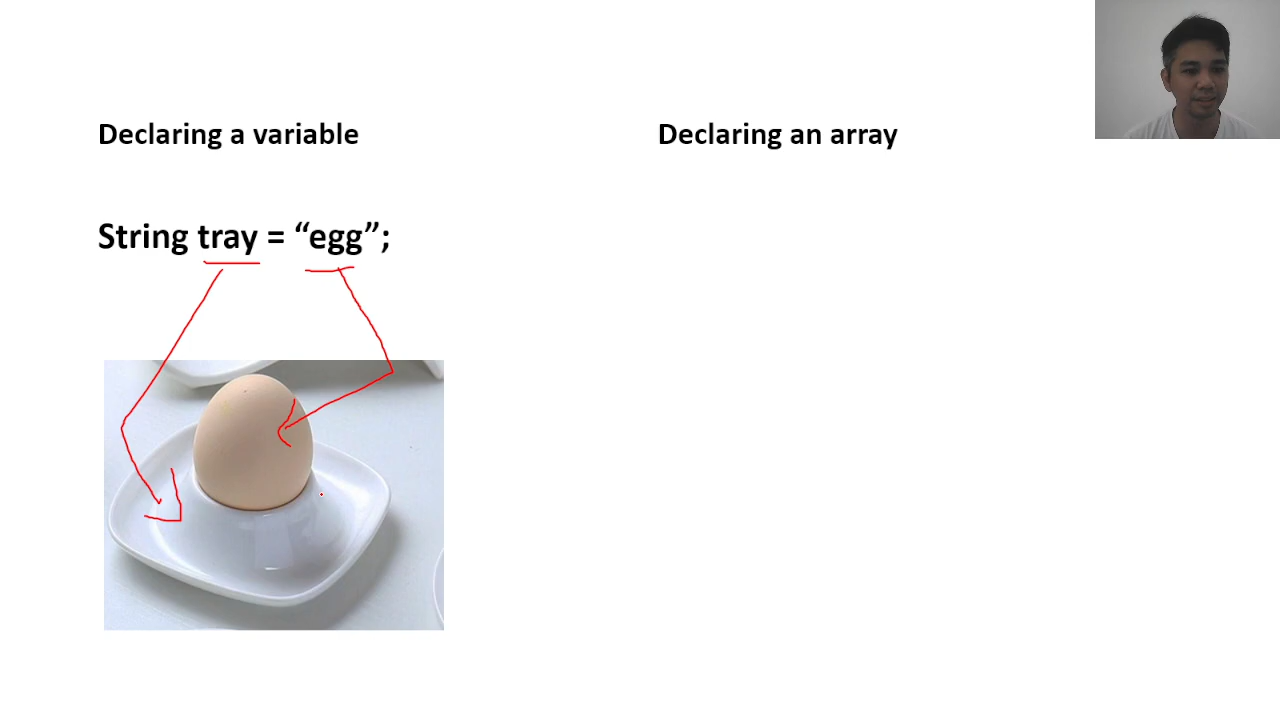 Declaring a variable
Declaring an array
String tray = “egg”;